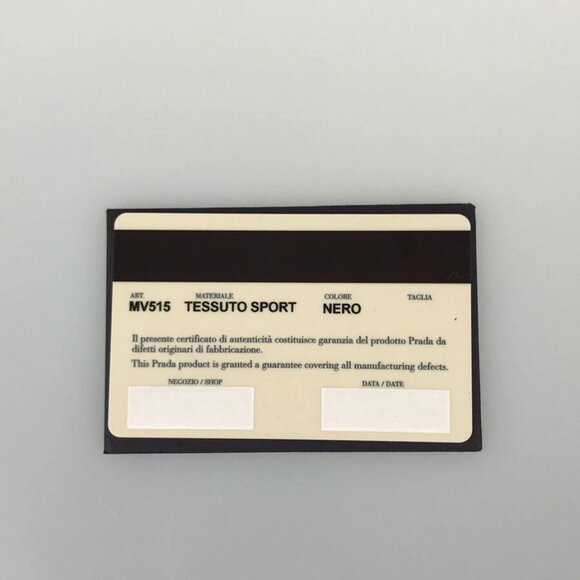 ART. MATERIALE COLORE TAGLIA
MV515 TESSUTO SPORT NERO
Il presente certificato di autenticità costituisce garanzia del prodotto Prada da
difetti originari di fabbricazione.
This Prada product is granted a guarantee covering all manufacturing defects.
NEGOZIO / SHOP DATA / DATE